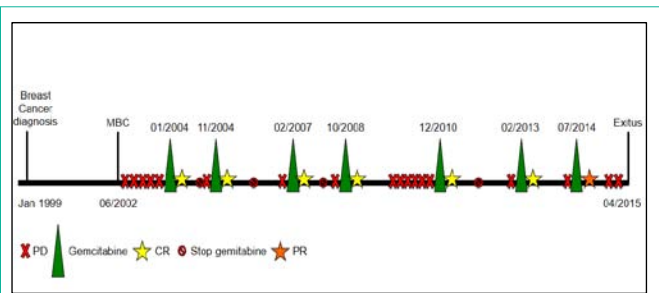 Breast
Cancer
diagnosis
MBC
01/2004
11/2004
02/2007
10/2008
12/2010
02/2013
07/2014
Exitus
Jan 1999
06/2002
04/2015
PD
Gemcitabine
CR
Stop gemitabine
PR